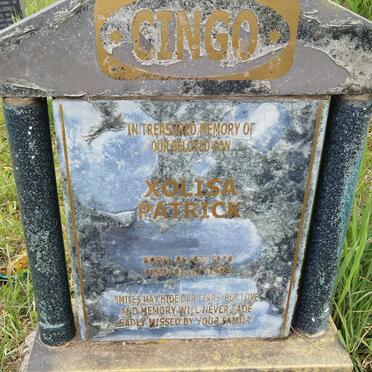 CINGO
IN TREASURED MEMORY OF
OUR BELOVED SON
XOLISA
PATRICK
SMILES MAY HIDE OUR TEARS, BUT LOVE
AND MEMORY WILL NEVER FADE
SADLY MISSED BY YOUR FAMILY